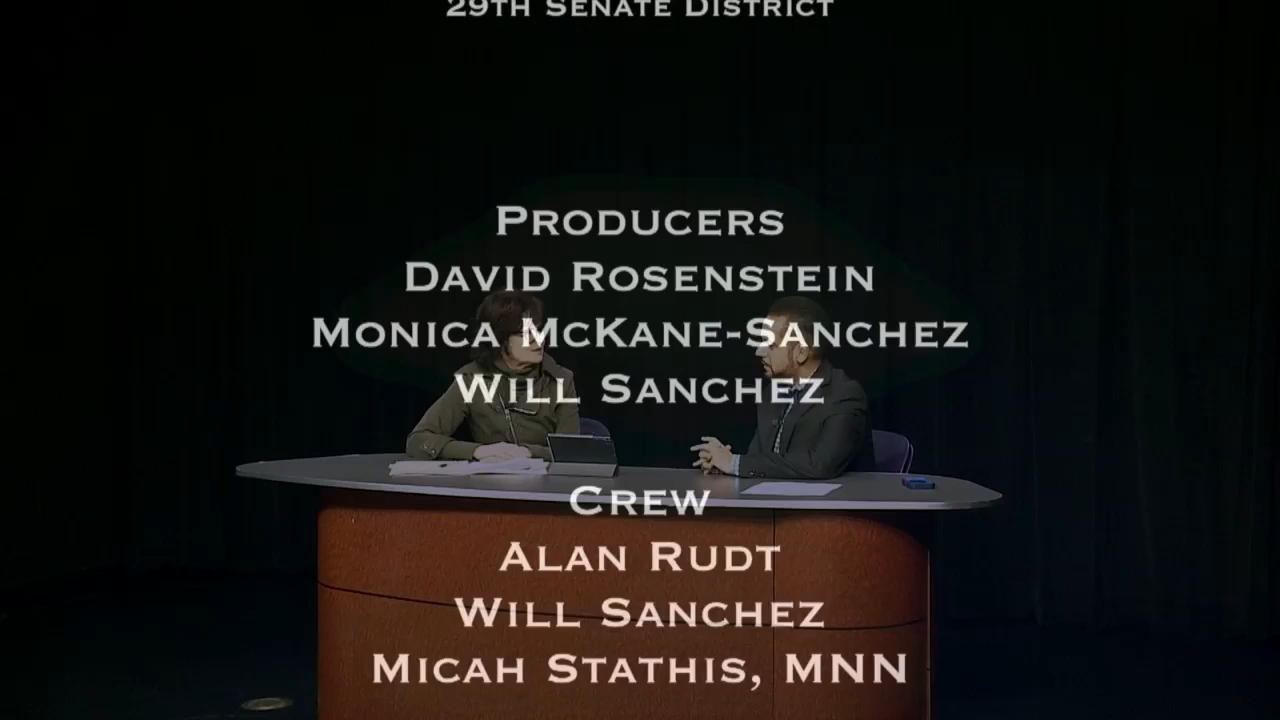 29th Senate District
Producers
David Rosenstein
Monica McKane-Sanchez
Will Sanchez
Crew
Alan Rudt
Will Sanchez
Micah Stathis, MNN